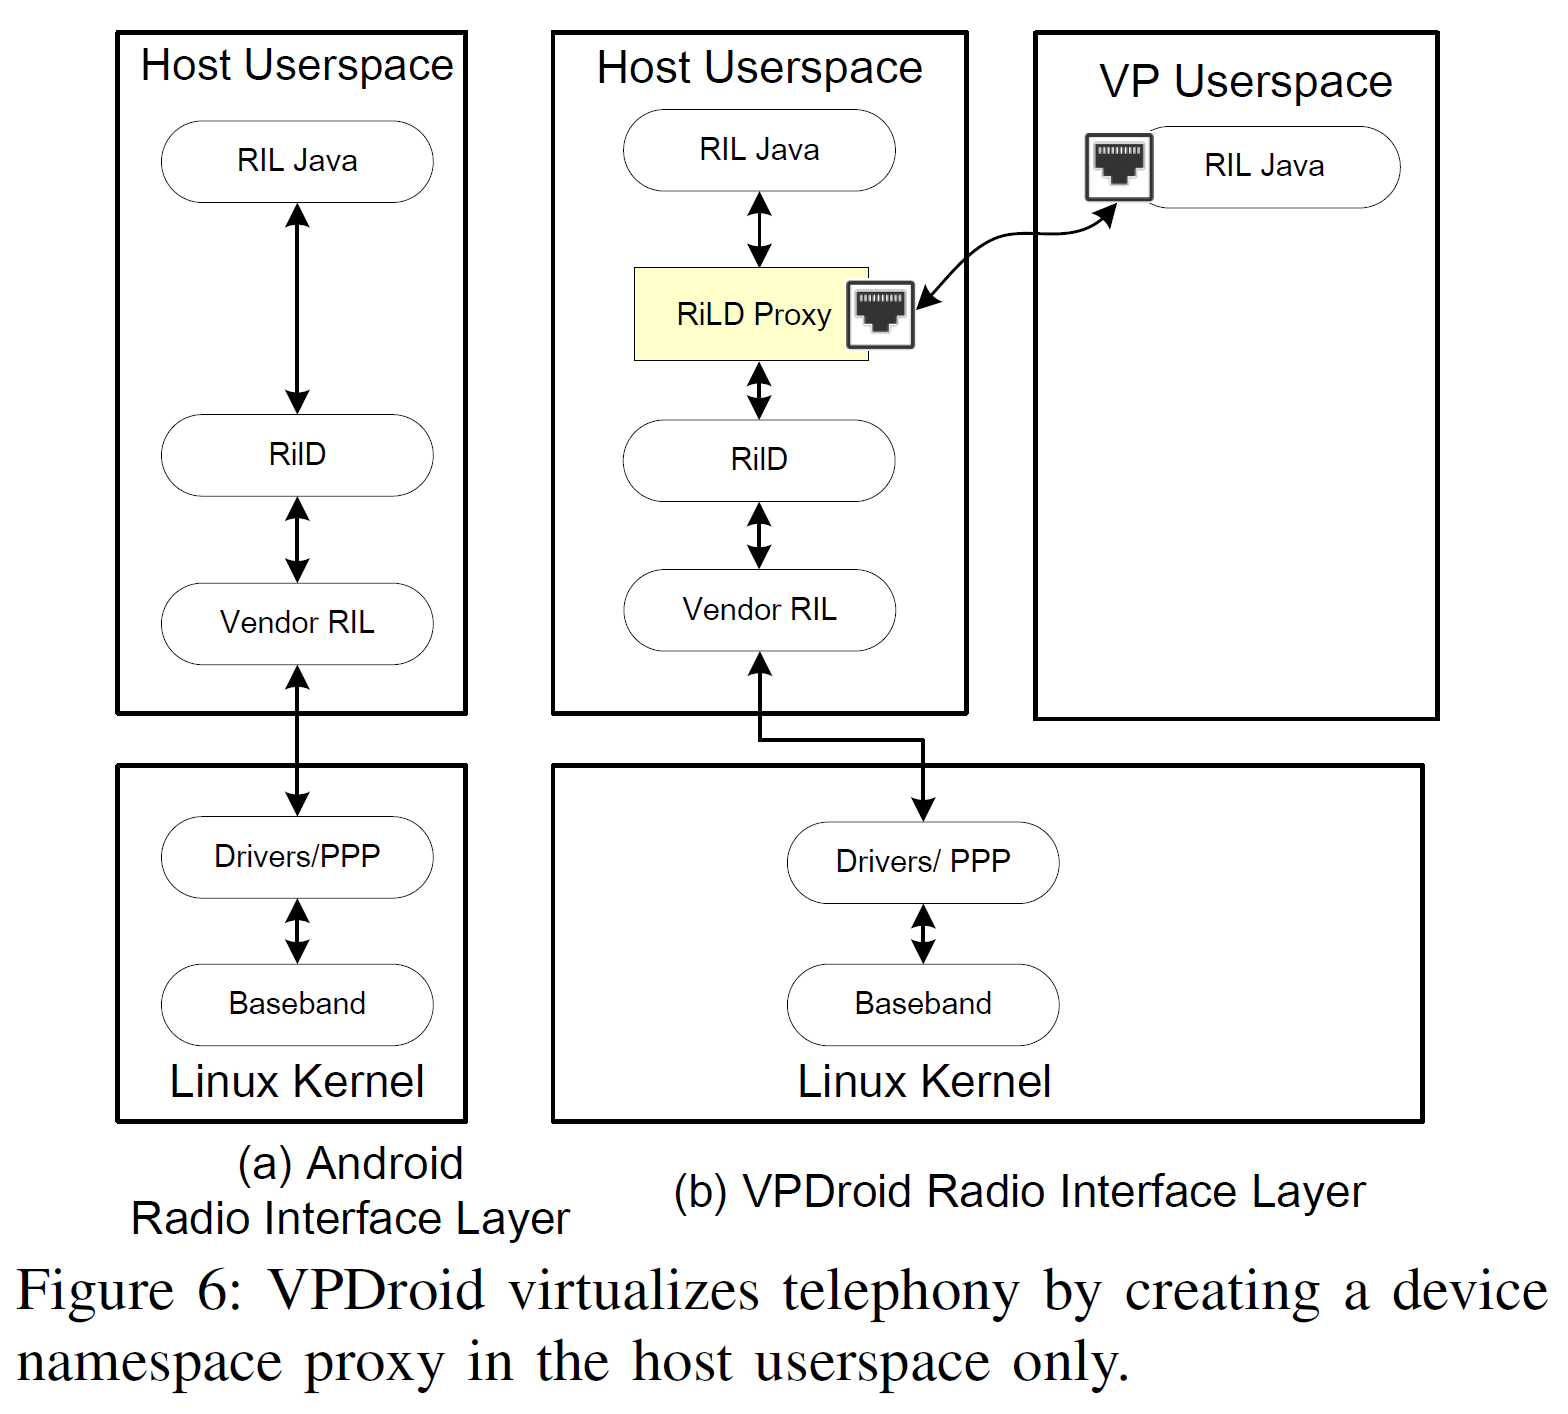 Host Userspace
RIL Java
RilD
Vendor RIL
Drivers/PPP
Baseband
Linux Kernel
(a) Android
Radio Interface Layer
Host Userspace
RIL Java
RiLD Proxy
RilD
Vendor RIL
VP Userspace
RIL Java
Drivers/ PPP
Baseband
Linux Kernel
(b) VPDroid Radio Interface Layer
Figure 6: VPDroid virtualizes telephony by creating a device
namespace proxy in the host userspace only.